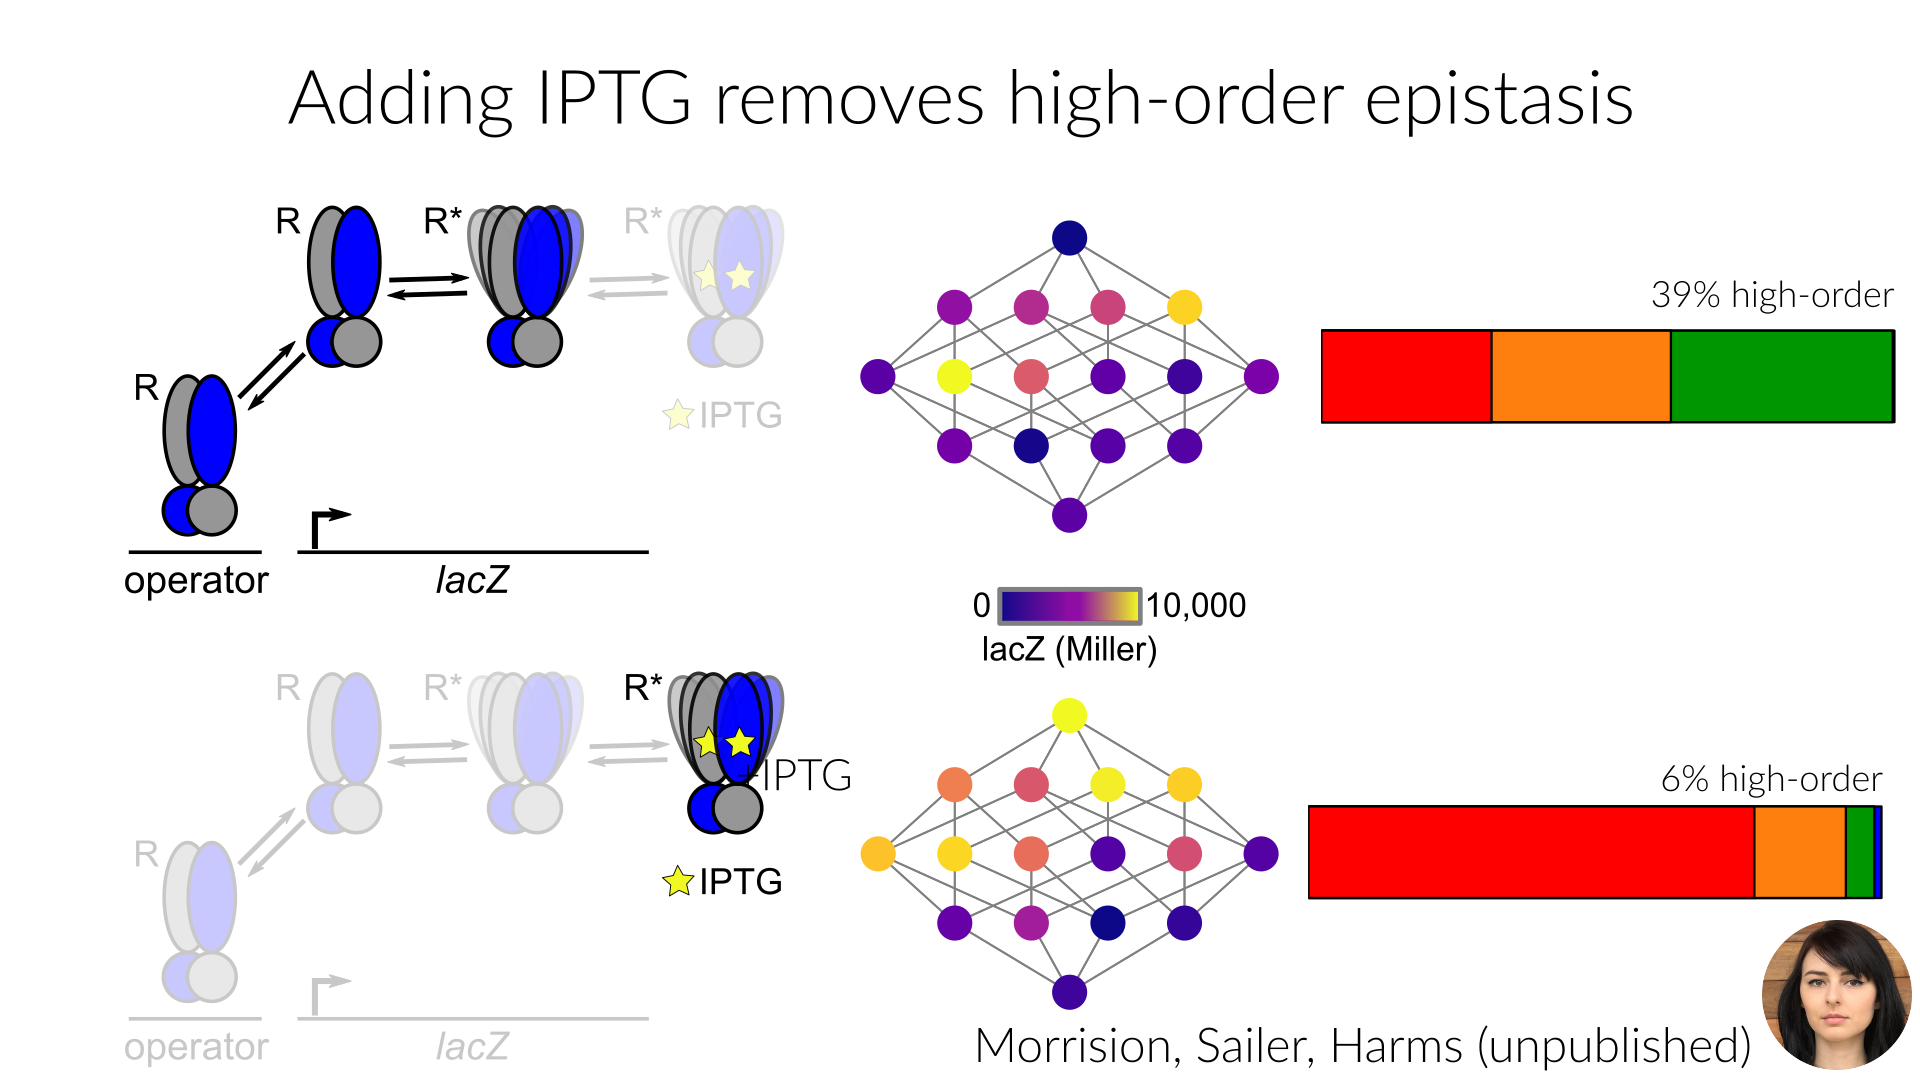 Adding IPTG removes high-order epistasis
R
R*
R*
R
IPTG
operator
lacZ
39% high-order
0
10,000
lacZ (Miller)
R
R*
R*
+IPTG
R
IPTG
operator
lacZ
6% high-order
Morrision, Sailer, Harms (unpublished)